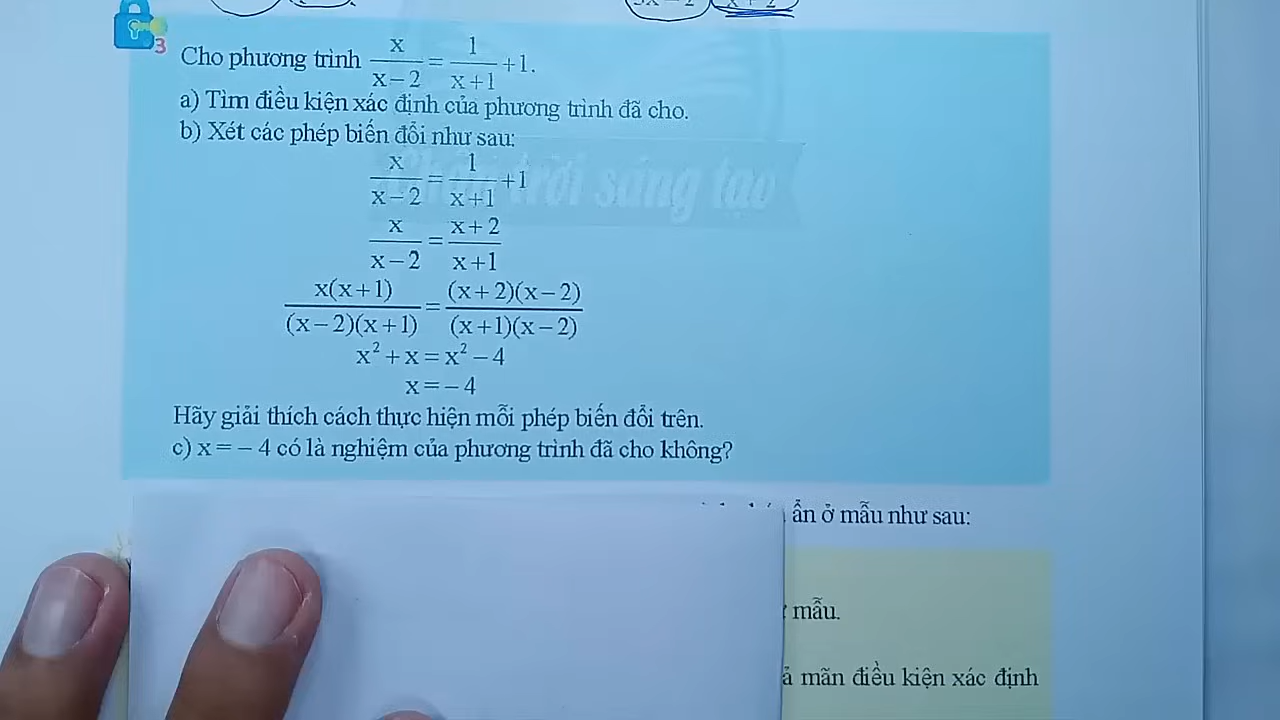 3x − 2 x + 2
3
Cho phương trình x/(x−2) = 1/(x+1) +1.
a) Tìm điều kiện xác định của phương trình đã cho.
b) Xét các phép biến đổi như sau:
x/(x−2) = 1/(x+1) +1
x/(x−2) = (x+2)/(x+1)
x(x+1)/((x−2)(x+1)) = (x+2)(x−2)/((x+1)(x−2))
x² + x = x² − 4
x = − 4
Hãy giải thích cách thực hiện mỗi phép biến đổi trên.
c) x = − 4 có là nghiệm của phương trình đã cho không?
ẩn ở mẫu như sau:
mẫu.
mãn điều kiện xác định